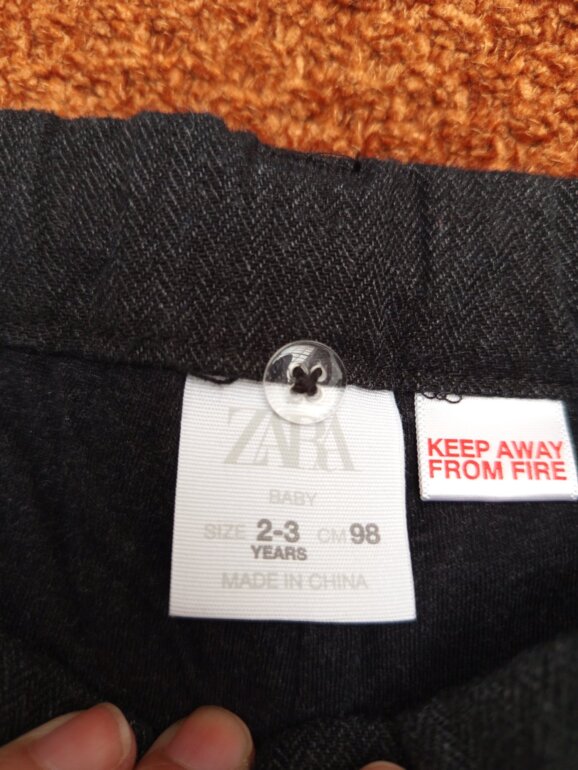 ZARA
BABY
SIZE 2-3 CM 98
YEARS
MADE IN CHINA
KEEP AWAY
FROM FIRE